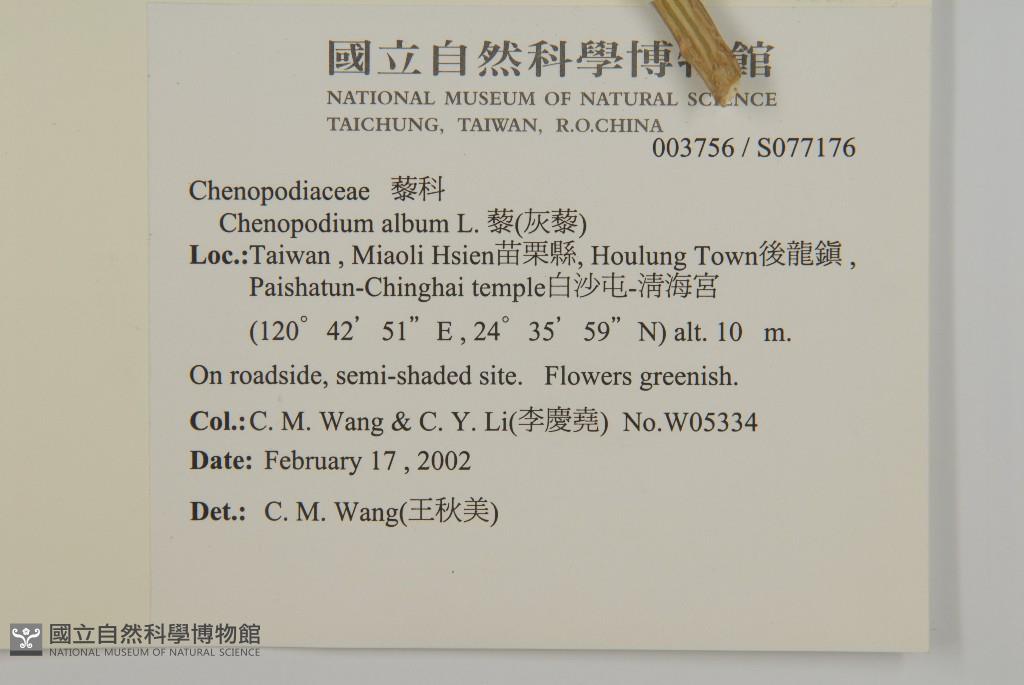 國立自然科學博物館
NATIONAL MUSEUM OF NATURAL SCIENCE
TAICHUNG, TAIWAN, R.O.CHINA
003756 / S077176
Chenopodiaceae 藜科
Chenopodium album L. 藜(灰藜)
Loc.:Taiwan , Miaoli Hsien苗栗縣, Houlung Town後龍鎮 ,
Paishatun-Chinghai temple白沙屯-清海宮
(120° 42’ 51” E , 24° 35’ 59” N) alt. 10 m.
On roadside, semi-shaded site. Flowers greenish.
Col.: C. M. Wang & C. Y. Li(李慶堯) No.W05334
Date: February 17 , 2002
Det.: C. M. Wang(王秋美)
國立自然科學博物館
NATIONAL MUSEUM OF NATURAL SCIENCE